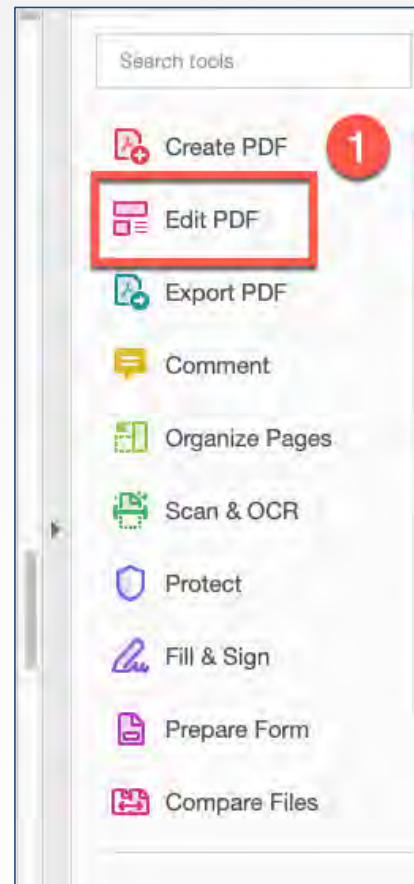 Search tools
Create PDF
1
Edit PDF
Export PDF
Comment
Organize Pages
Scan & OCR
Protect
Fill & Sign
Prepare Form
Compare Files